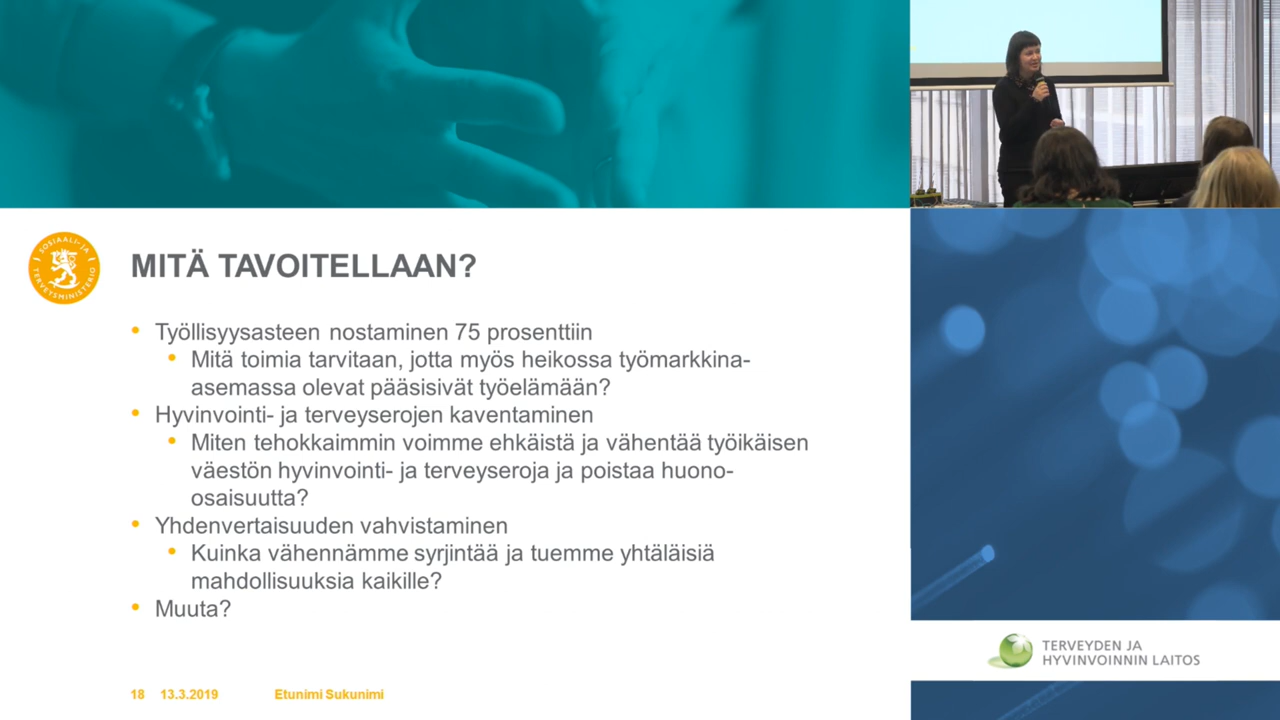 SOSIAALI- JA
TERVEYSMINISTERIÖ
MITÄ TAVOITELLAAN?
• Työllisyysasteen nostaminen 75 prosenttiin
• Mitä toimia tarvitaan, jotta myös heikossa työmarkkina-
asemassa olevat pääsisivät työelämään?
• Hyvinvointi- ja terveyserojen kaventaminen
• Miten tehokkaimmin voimme ehkäistä ja vähentää työikäisen
väestön hyvinvointi- ja terveyseroja ja poistaa huono-
osaisuutta?
• Yhdenvertaisuuden vahvistaminen
• Kuinka vähennämme syrjintää ja tuemme yhtäläisiä
mahdollisuuksia kaikille?
• Muuta?
18 13.3.2019 Etunimi Sukunimi
TERVEYDEN JA
HYVINVOINNIN LAITOS